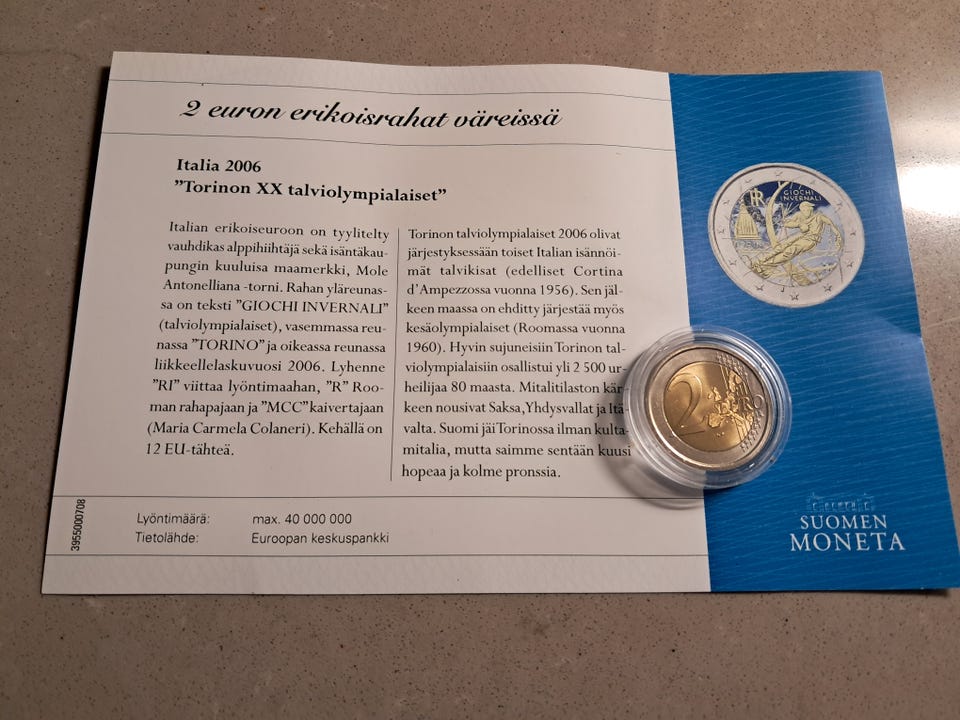 2 euron erikoisrahat väreissä
Italia 2006
"Torinon XX talviolympialaiset"
Italian erikoiseuroon on tyylitelty
vauhdikas alppihiihtäjä sekä isäntäkau-
pungin kuuluisa maamerkki, Mole
Antonelliana -torni. Rahan yläreunas-
sa on teksti "GIOCHI INVERNALI"
(talviolympialaiset), vasemmassa reu-
nassa "TORINO" ja oikeassa reunassa
liikkeellelaskuvuosi 2006. Lyhenne
"RI" viittaa lyöntimaahan, "R" Roo-
man rahapajaan ja "MCC" kaivertajaan
(Maria Carmela Colaneri). Kehällä on
12 EU-tähteä.
Torinon talviolympialaiset 2006 olivat
järjestyksessään toiset Italian isännöi-
mät talvikisat (edelliset Cortina
d'Ampezzossa vuonna 1956). Sen jäl-
keen maassa on ehditty järjestää myös
kesäolympialaiset (Roomassa vuonna
1960). Hyvin sujuneisiin Torinon tal-
violympialaisiin osallistui yli 2 500 ur-
heilijaa 80 maasta. Mitalitilaston kär-
keen nousivat Saksa, Yhdysvallat ja Itä-
valta. Suomi jäi Torinossa ilman kulta-
mitalia, mutta saimme sentään kuusi
hopeaa ja kolme pronssia.
Lyöntimäärä: max. 40 000 000
Tietolähde: Euroopan keskuspankki
3955000708
RI
GIOCHI
INVERNALI
2 EURO
SUOMEN
MONETA